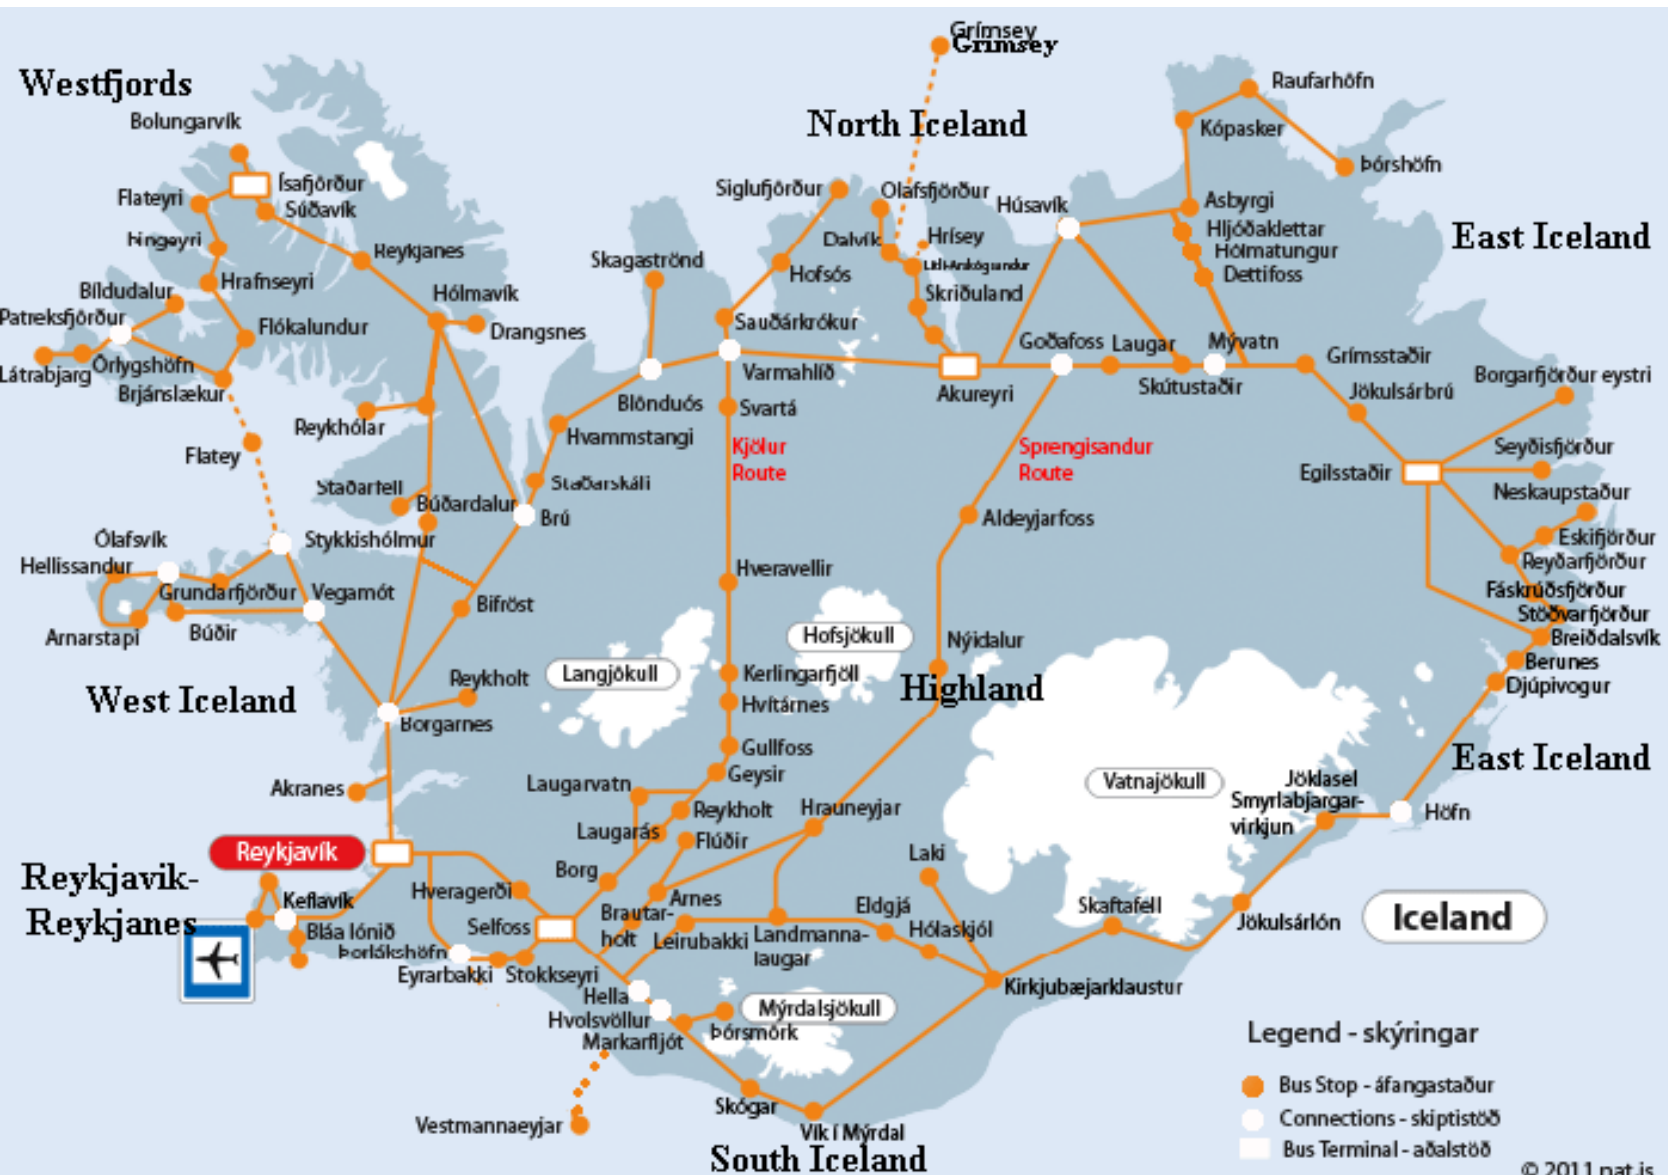 Grímsey
Grimsey
Westfjords
Raufarhöfn
Bolungarvík
North Iceland
Kópasker
Þórshöfn
Ísafjörður
Siglufjörður
Olafsfjörður
Flateyri
Súðavík
Húsavík
Asbyrgi
Hljóðaklettar
East Iceland
Þingeyri
Dalvík
Hrísey
Hólmatungur
Reykjanes
Skagaströnd
Hofsós
Dettifoss
Hrafnseyri
Bíldudalur
Hólmavík
Skriðuland
Patreksfjörður
Flókalundur
Drangsnes
Sauðárkrókur
Goðafoss
Laugar
Mývatn
Grímsstaðir
Látrabjarg
Örlygshöfn
Varmahlíð
Borgarfjörður eystri
Brjánslækur
Akureyri
Skútustaðir
Jökulsárbrú
Blönduós
Svartá
Reykhólar
Hvammstangi
Kjölur
Route
Sprengisandur
Route
Seyðisfjörður
Flatey
Egilsstaðir
Staðarfell
Staðarskáli
Neskaupstaður
Búðardalur
Brú
Aldeyjarfoss
Ólafsvík
Stykkishólmur
Eskifjörður
Hellissandur
Hveravellir
Reyðarfjörður
Grundarfjörður
Vegamót
Fáskrúðsfjörður
Bifröst
Stöðvarfjörður
Arnarstapi
Búðir
Hofsjökull
Nýidalur
Breiðdalsvík
Langjökull
Kerlingarfjöll
Berunes
Reykholt
Highland
Djúpivogur
West Iceland
Hvítárnes
Borgarnes
Gullfoss
East Iceland
Geysir
Akranes
Laugarvatn
Vatnajökull
Jöklasel
Reykholt
Hrauneyjar
Smyrlabjargar-
virkjun
Höfn
Laugarás
Flúðir
Reykjavík
Laki
Borg
Reykjavik-
Reykjanes
Keflavík
Hveragerði
Arnes
Eldgjá
Skaftafell
Iceland
Brautar-
holt
Selfoss
Jökulsárlón
Bláa lónið
Leirubakki
Landmanna-
laugar
Hólaskjól
Þorlákshöfn
Eyrarbakki
Stokkseyri
Kirkjubæjarklaustur
Hella
Mýrdalsjökull
Hvolsvöllur
Þórsmörk
Markarfljót
Legend - skýringar
Bus Stop - áfangastaður
Skógar
Connections - skiptistöð
Vestmannaeyjar
Vík í Mýrdal
Bus Terminal - aðalstöð
South Iceland
© 2011 nat.is